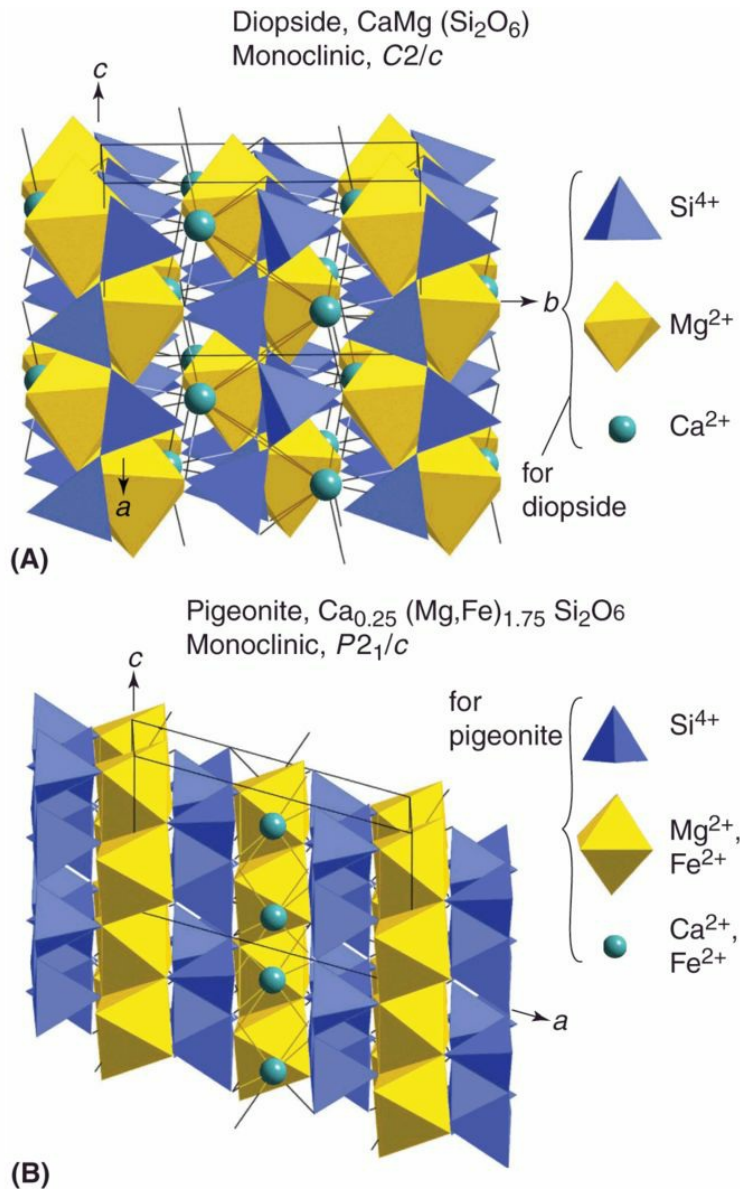 Diopside, CaMg (Si₂O₆)
Monoclinic, C2/c
c
Si⁴⁺
Mg²⁺
b
Ca²⁺
for
diopside
a
(A)
Pigeonite, Ca₀.₂₅ (Mg,Fe)₁.₇₅ Si₂O₆
Monoclinic, P2₁/c
c
for
pigeonite
Si⁴⁺
Mg²⁺,
Fe²⁺
Ca²⁺,
Fe²⁺
a
(B)